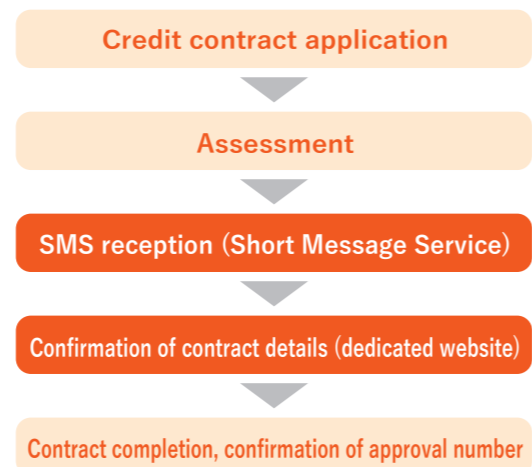 Credit contract application
Assessment
SMS reception (Short Message Service)
Confirmation of contract details (dedicated website)
Contract completion, confirmation of approval number